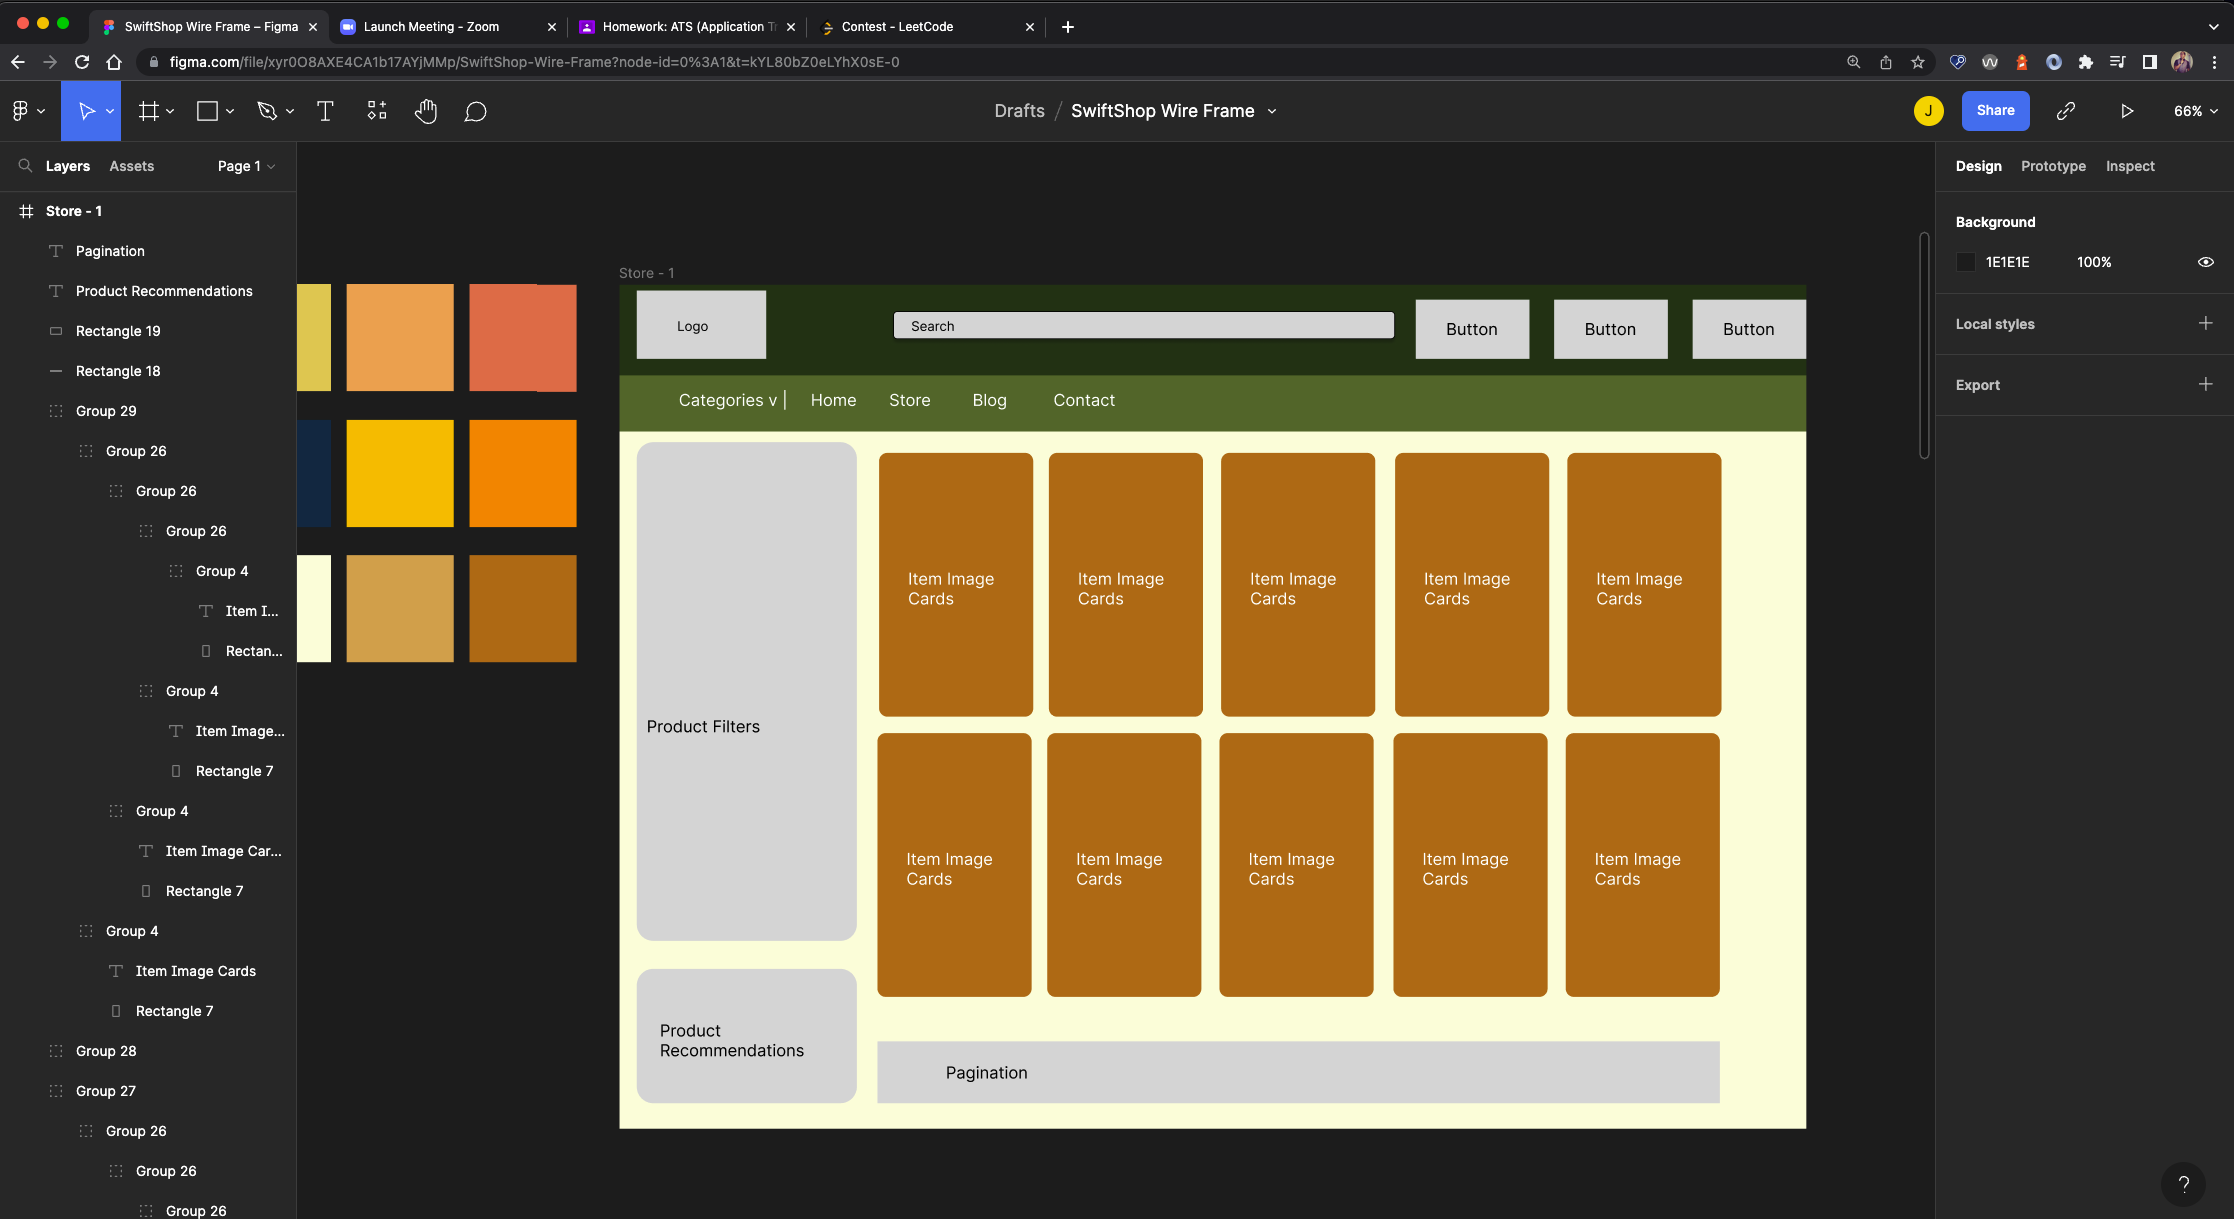 SwiftShop Wire Frame – Figma
Launch Meeting - Zoom
Homework: ATS (Application Tr
Contest - LeetCode
figma.com/file/xyr0O8AXE4CA1b17AYjMMp/SwiftShop-Wire-Frame?node-id=0%3A1&t=kYL80bZ0eLYhX0sE-0
Drafts / SwiftShop Wire Frame
J
Share
66%
Layers
Assets
Page 1
Design
Prototype
Inspect
Store - 1
Pagination
Product Recommendations
Rectangle 19
Rectangle 18
Group 29
Group 26
Group 26
Group 26
Group 4
Item I...
Rectan...
Group 4
Item Image...
Rectangle 7
Group 4
Item Image Car...
Rectangle 7
Group 4
Item Image Cards
Rectangle 7
Group 28
Group 27
Group 26
Group 26
Group 26
Store - 1
Logo
Search
Button
Button
Button
Categories v |
Home
Store
Blog
Contact
Product Filters
Item Image
Cards
Item Image
Cards
Item Image
Cards
Item Image
Cards
Item Image
Cards
Item Image
Cards
Item Image
Cards
Item Image
Cards
Item Image
Cards
Item Image
Cards
Product
Recommendations
Pagination
Background
1E1E1E
100%
Local styles
Export
?